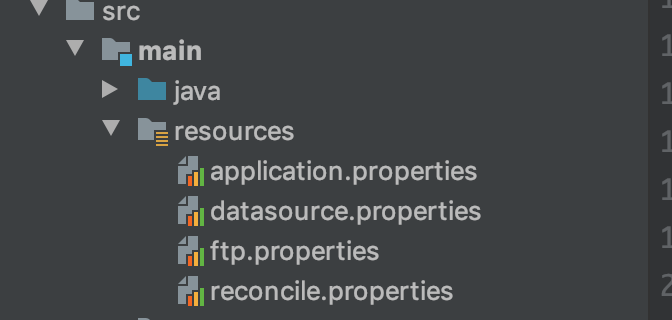 src
main
java
resources
application.properties
datasource.properties
ftp.properties
reconcile.properties